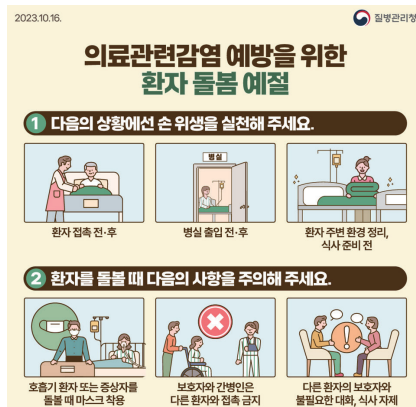 2023.10.16.
질병관리청
의료관련감염 예방을 위한
환자 돌봄 예절
1 다음의 상황에선 손 위생을 실천해 주세요.
병실
환자 접촉 전·후
병실 출입 전·후
환자 주변 환경 정리,
식사 준비 전
2 환자를 돌볼 때 다음의 사항을 주의해 주세요.
호흡기 환자 또는 증상자를
돌볼 때 마스크 착용
보호자와 간병인은
다른 환자와 접촉 금지
다른 환자의 보호자와
불필요한 대화, 식사 자제